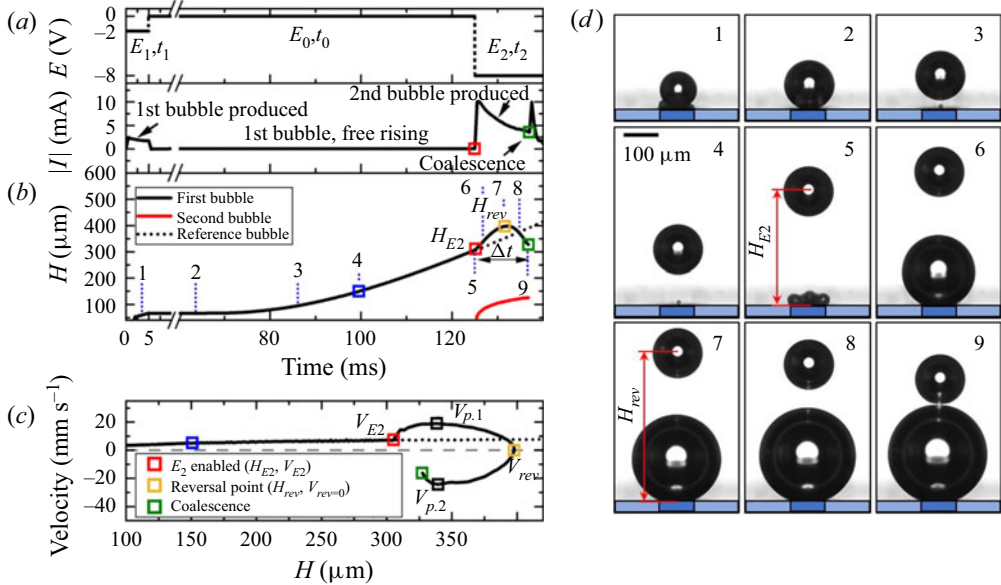 (a)
E (V)
0
−2
−8
E1,t1
E0,t0
E2,t2
|I| (mA)
10
5
0
1st bubble produced
2nd bubble produced
1st bubble, free rising
Coalescence
(b)
H (μm)
600
500
400
300
200
100
First bubble
Second bubble
Reference bubble
6
7
8
Hrev
HE2
Δt
1
2
3
4
5
9
0
5
80
100
120
Time (ms)
(c)
Velocity (mm s−1)
20
0
−20
−40
VE2
Vp.1
Vrev
Vp.2
E2 enabled (HE2, VE2)
Reversal point (Hrev, Vrev=0)
Coalescence
100
150
200
250
300
350
400
H (μm)
(d)
1
2
3
4
100 μm
5
HE2
6
7
Hrev
8
9